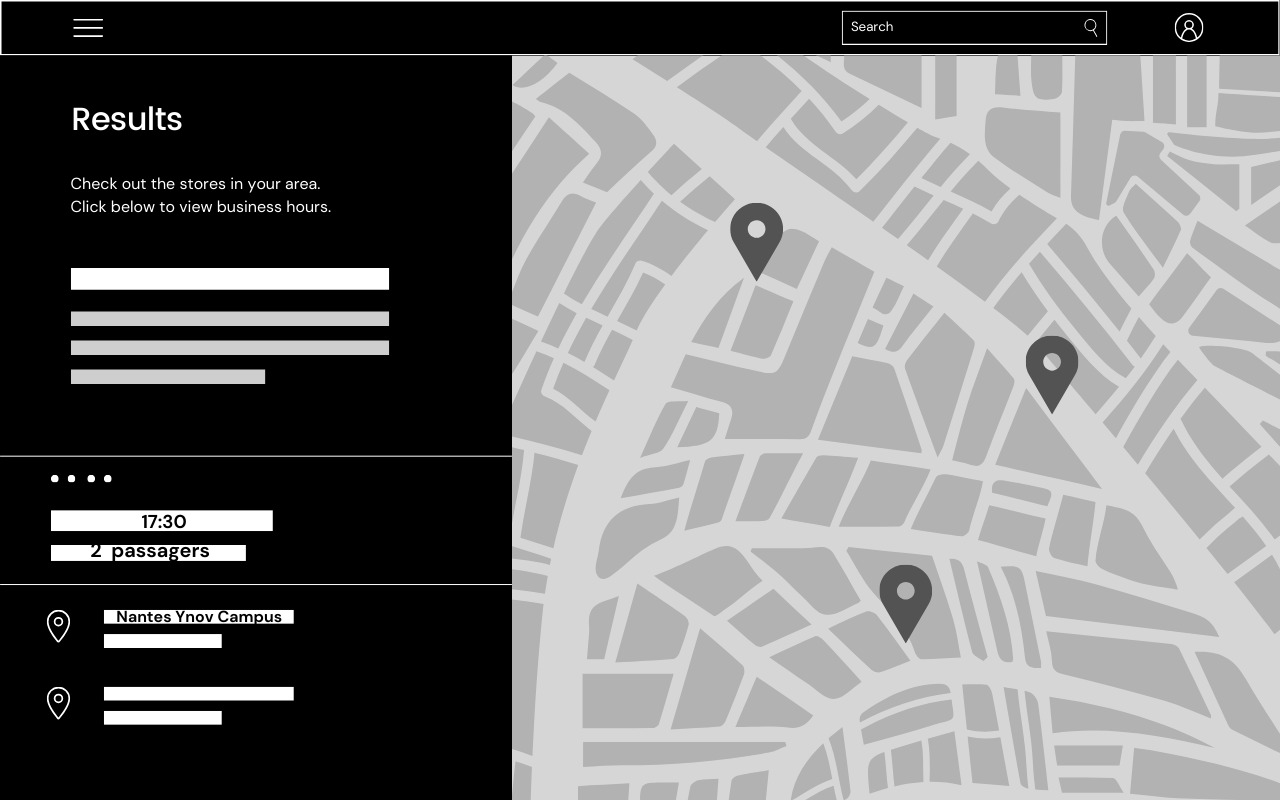 Search
Results
Check out the stores in your area.
Click below to view business hours.
17:30
2 passagers
Nantes Ynov Campus